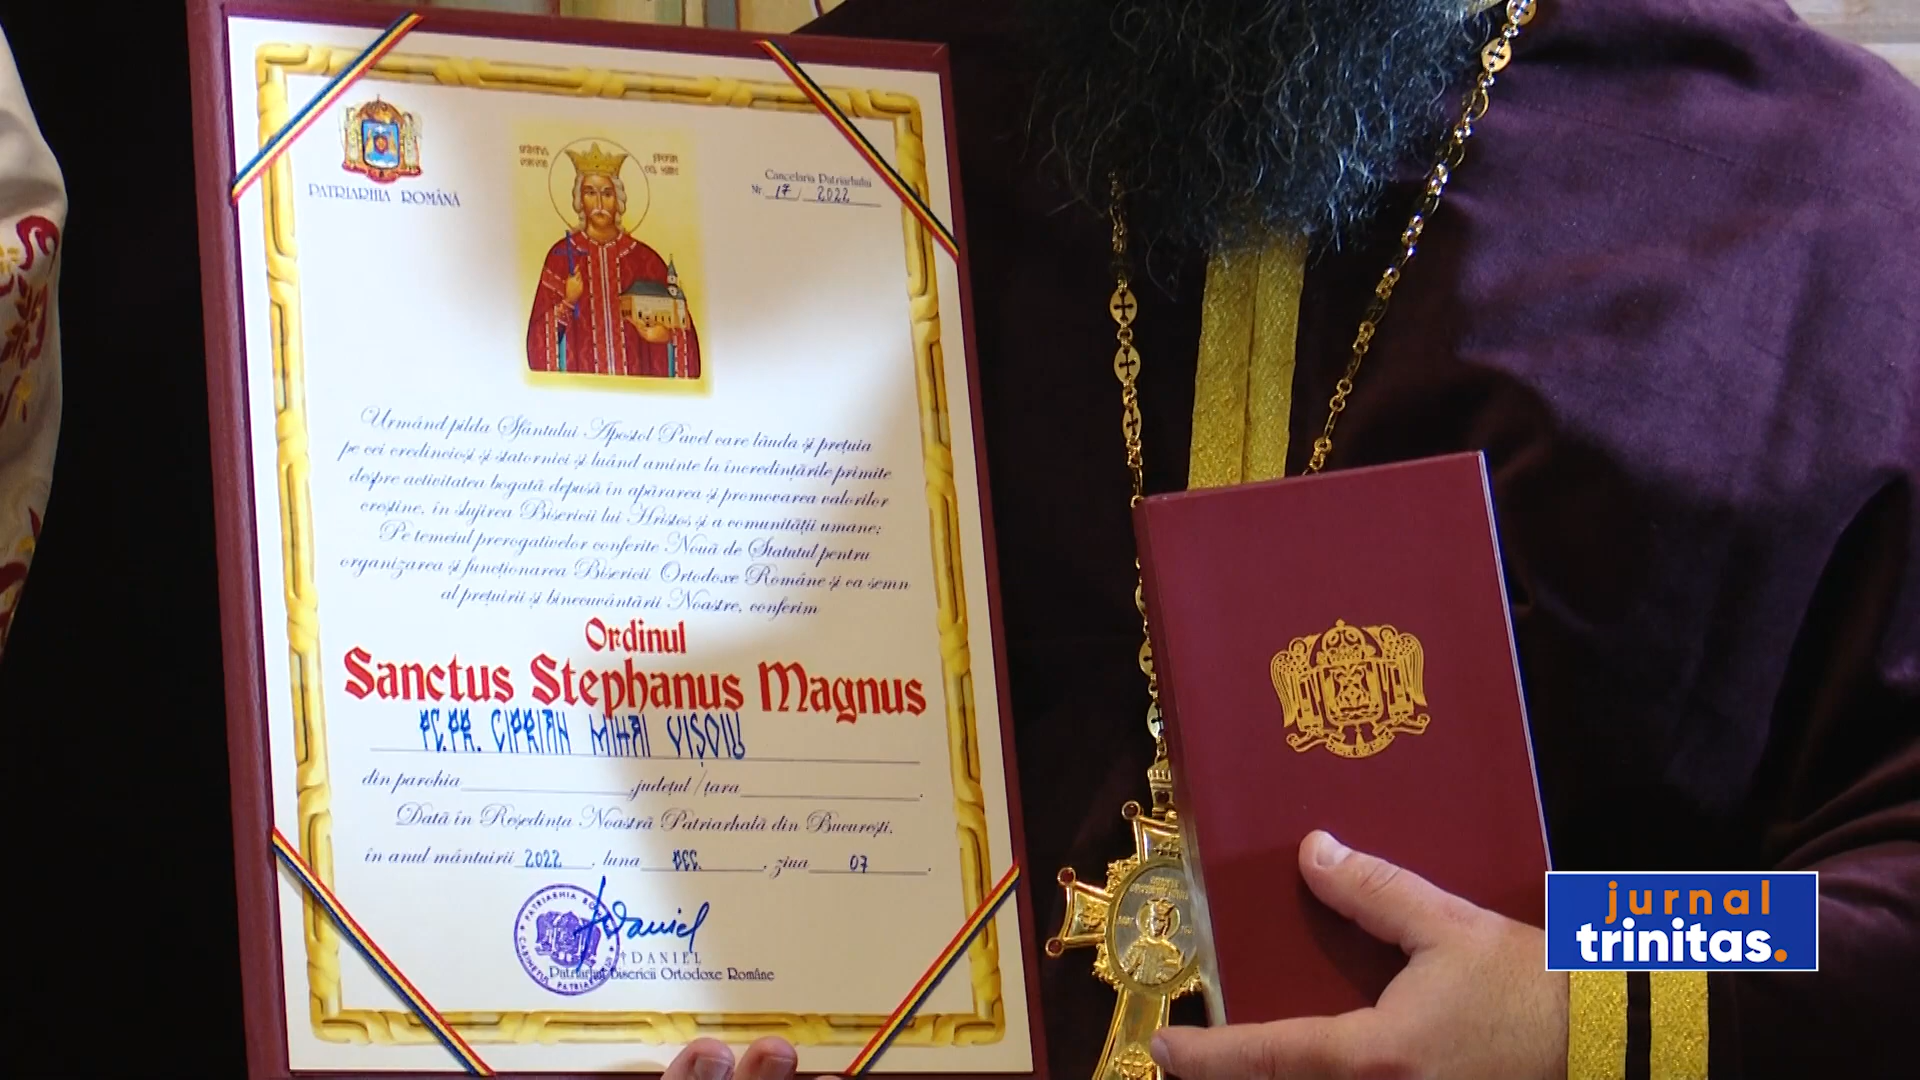 PATRIARHIA ROMÂNĂ
Cancelaria Patriarhului
Nr. 17 / 2022
Urmând pilda Sfântului Apostol Pavel care lăuda și prețuia
pe cei credincioși și statornici și luând aminte la încredințările primite
despre activitatea bogată depusă în apărarea și promovarea valorilor
creștine, în slujirea Bisericii lui Hristos și a comunității umane;
Pe temeiul prerogativelor conferite Nouă de Statutul pentru
organizarea și funcționarea Bisericii Ortodoxe Române și ca semn
al prețuirii și binecuvântării Noastre, conferim
Ordinul
Sanctus Stephanus Magnus
PC. PR. CIPRIAN MIHAI VIȘOIU
din parohia , județul / țara .
Dată în Reședința Noastră Patriarhală din București,
în anul mântuirii 2022 , luna DEC. , ziua 07 .
Daniel
† DANIEL
Patriarhul Bisericii Ortodoxe Române
jurnal
trinitas.